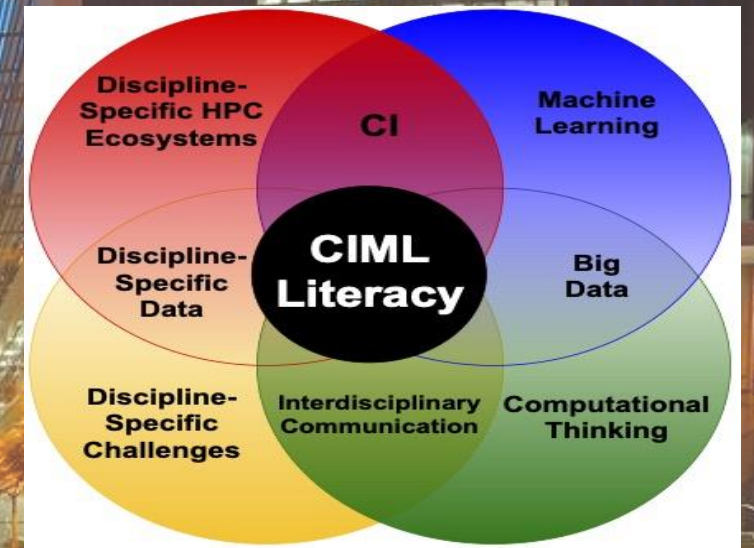 Discipline-
Specific HPC
Ecosystems
CI
Machine
Learning
Discipline-
Specific
Data
CIML
Literacy
Big
Data
Discipline-
Specific
Challenges
Interdisciplinary
Communication
Computational
Thinking